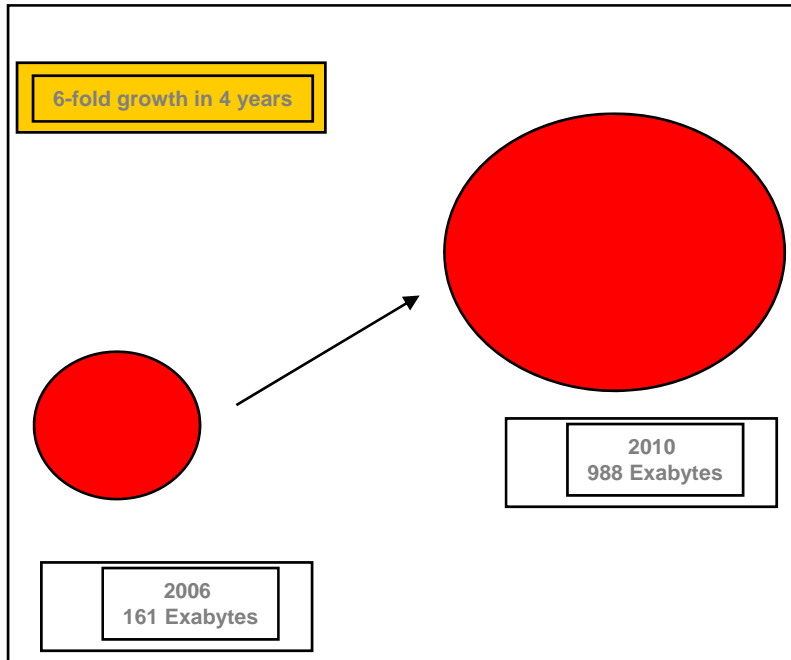 6-fold growth in 4 years
2010
988 Exabytes
2006
161 Exabytes